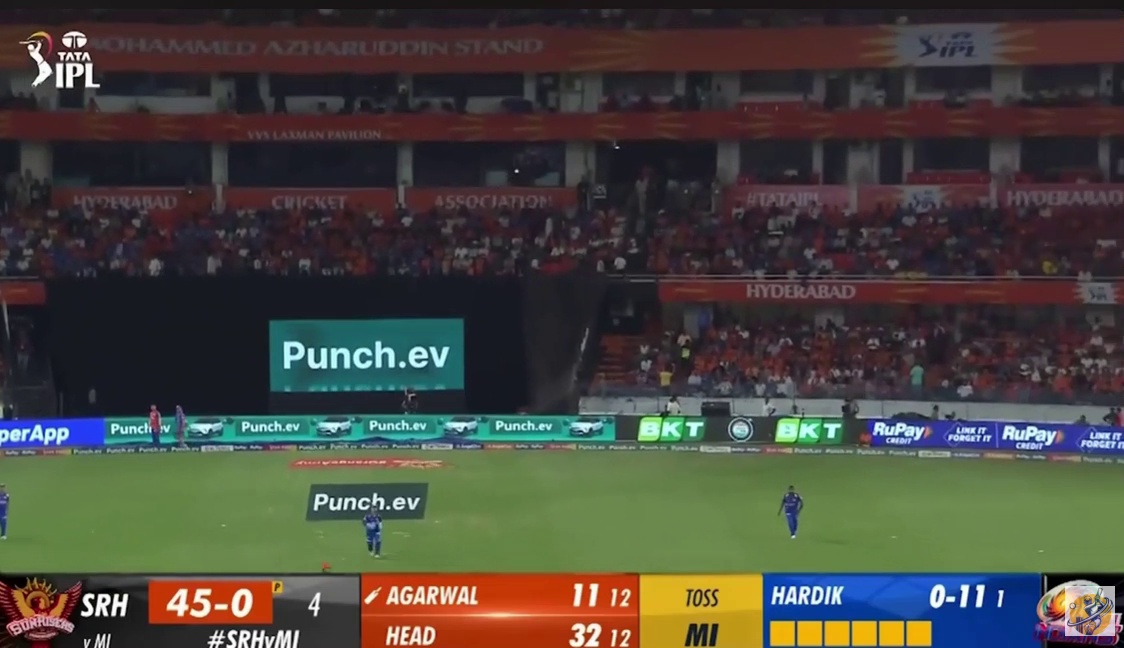 MOHAMMED AZHARUDDIN STAND
TATA IPL
TATA
IPL
VVS LAXMAN PAVILION
HYDERABAD
CRICKET
ASSOCIATION
#TATAIPL
HYDERABAD
HYDERABAD
Punch.ev
perApp
Punch
Punch.ev
Punch.ev
Punch.ev
BKT
BKT
RuPay
CREDIT
LINK IT
FORGET IT
RuPay
CREDIT
LINK IT
FORGET IT
Punch.ev
SUNRISERS
SRH
45-0
P
4
v MI
#SRHvMI
AGARWAL 11 12
HEAD 32 12
TOSS
MI
HARDIK 0-11 1